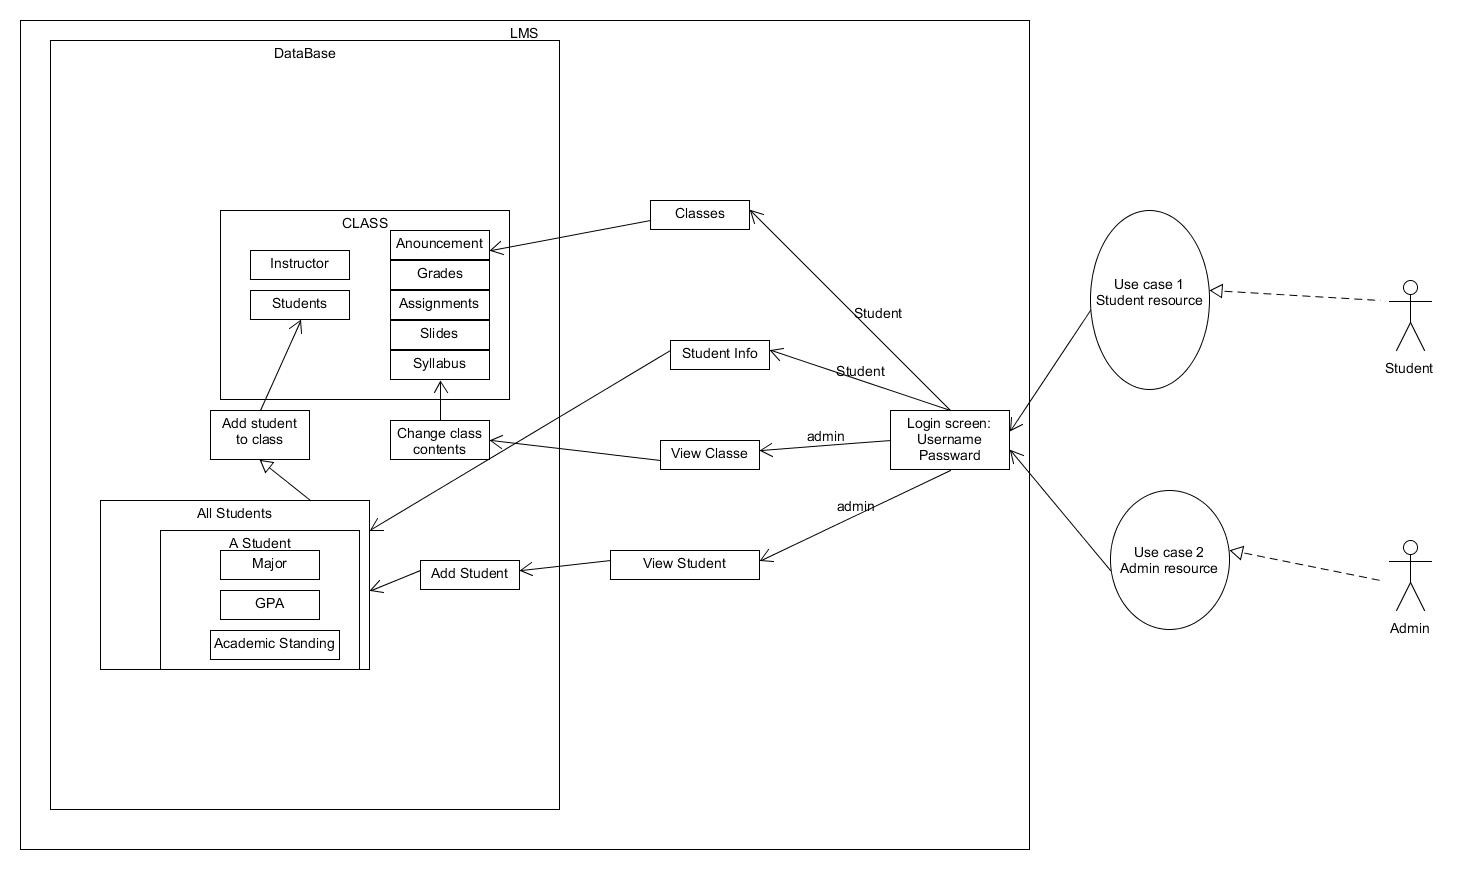 LMS
DataBase
CLASS
Instructor
Students
Anouncement
Grades
Assignments
Slides
Syllabus
Add student
to class
Change class
contents
All Students
A Student
Major
GPA
Academic Standing
Add Student
Classes
Student Info
View Classe
View Student
Student
Student
admin
admin
Login screen:
Username
Passward
Use case 1
Student resource
Use case 2
Admin resource
Student
Admin